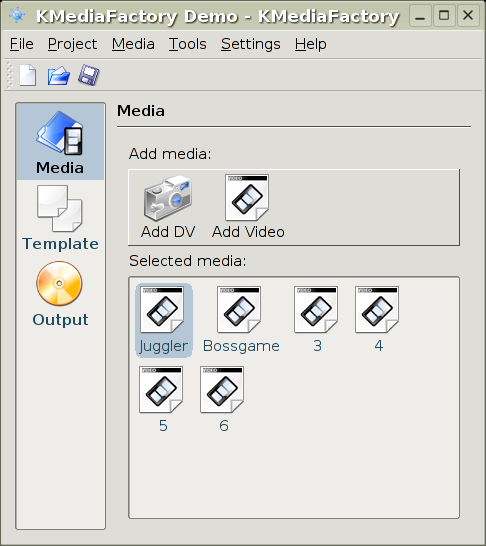 KMediaFactory Demo - KMediaFactory
File Project Media Tools Settings Help
Media
Template
Output
Media
Add media:
Add DV Add Video
Selected media:
Juggler Bossgame 3 4
5 6